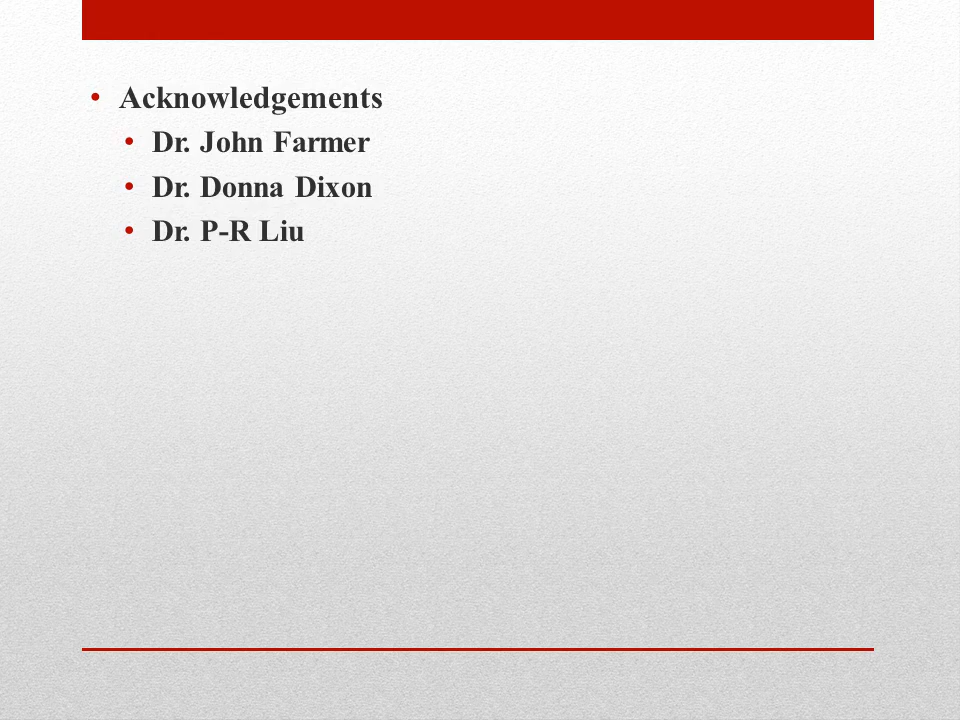 • Acknowledgements
• Dr. John Farmer
• Dr. Donna Dixon
• Dr. P-R Liu